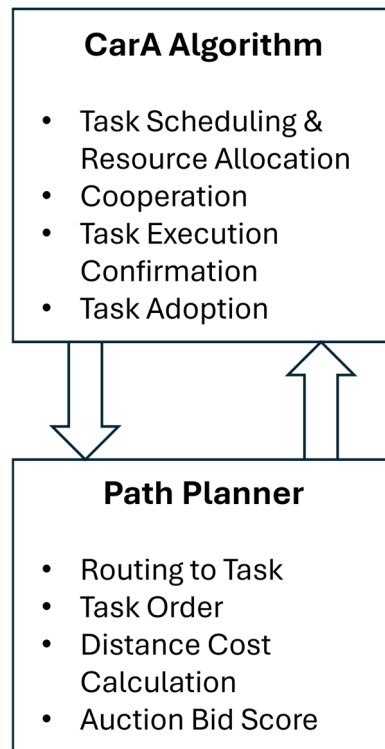 CarA Algorithm
• Task Scheduling &
Resource Allocation
• Cooperation
• Task Execution
Confirmation
• Task Adoption
Path Planner
• Routing to Task
• Task Order
• Distance Cost
Calculation
• Auction Bid Score